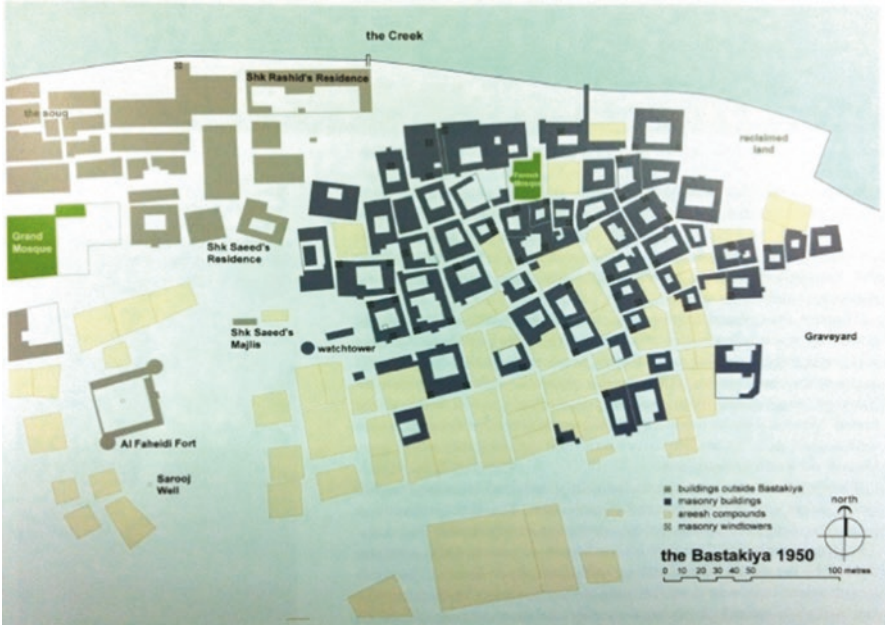 the Creek
Shk Rashid's Residence
the souq
reclaimed
land
Farook
Mosque
Grand
Mosque
Shk Saeed's
Residence
Shk Saeed's
Majlis
watchtower
Graveyard
Al Faheidi Fort
Sarooj
Well
buildings outside Bastakiya
masonry buildings
areesh compounds
masonry windtowers
north
the Bastakiya 1950
0 10 20 30 40 50 100 metres